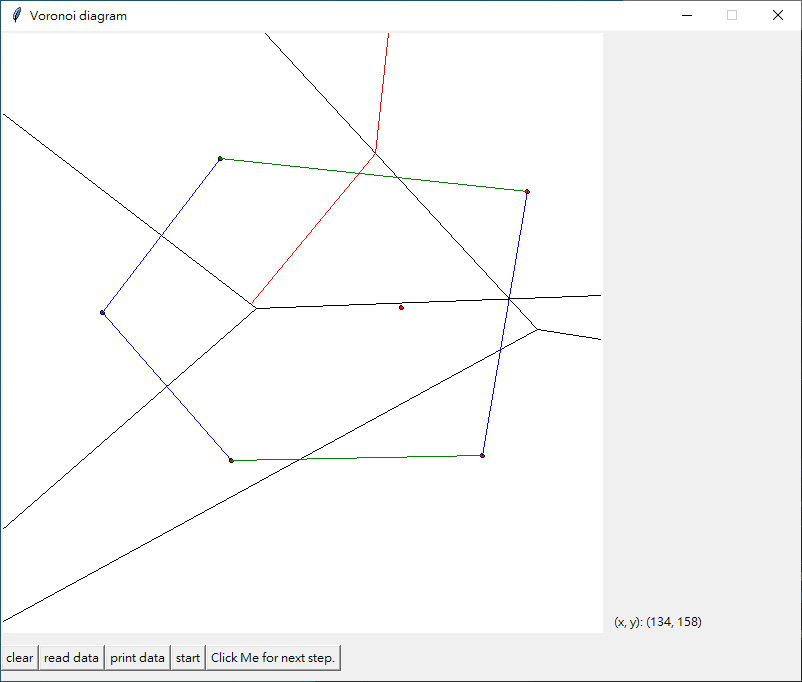 Voronoi diagram
(x, y): (134, 158)
clear read data print data start Click Me for next step.